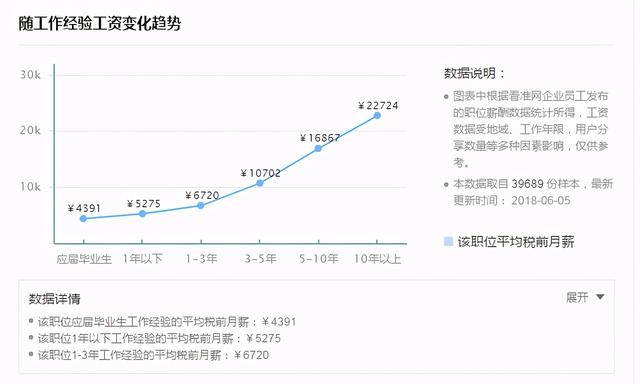 随工作经验工资变化趋势
30k
20k
10k
¥4391
¥5275
¥6720
¥10702
¥16867
¥22724
应届毕业生
1年以下
1-3年
3-5年
5-10年
10年以上
数据说明：
图表中根据看准网企业员工发布
的职位薪酬数据统计所得，工资
数据受地域、工作年限，用户分
享数量等多种因素影响，仅供参
考。
本数据取自 39689 份样本，最新
更新时间： 2018-06-05
该职位平均税前月薪
数据详情
展开
该职位应届毕业生工作经验的平均税前月薪：¥4391
该职位1年以下工作经验的平均税前月薪：¥5275
该职位1-3年工作经验的平均税前月薪：¥6720